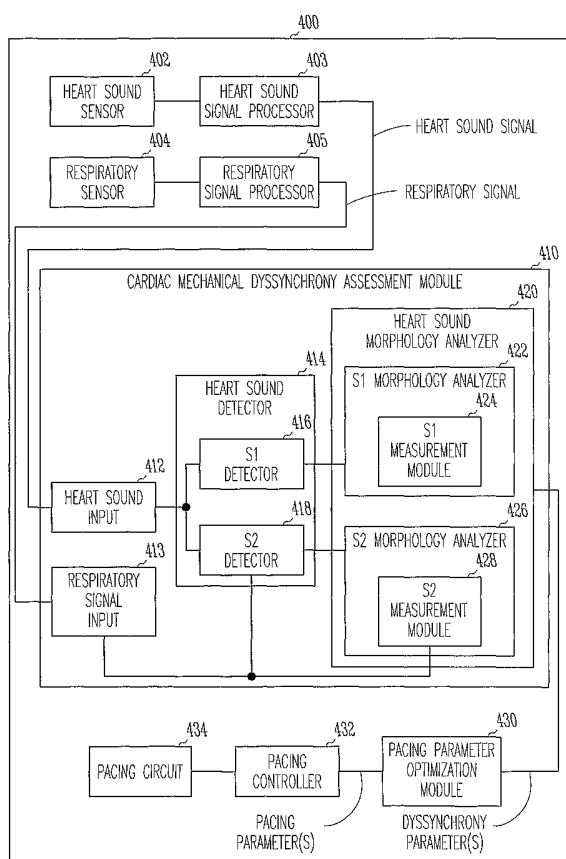 400
402
HEART SOUND
SENSOR
403
HEART SOUND
SIGNAL PROCESSOR
HEART SOUND SIGNAL
404
RESPIRATORY
SENSOR
405
RESPIRATORY
SIGNAL PROCESSOR
RESPIRATORY SIGNAL
410
CARDIAC MECHANICAL DYSSYNCHRONY ASSESSMENT MODULE
420
HEART SOUND
MORPHOLOGY ANALYZER
414
HEART SOUND
DETECTOR
422
S1 MORPHOLOGY ANALYZER
424
S1
MEASUREMENT
MODULE
416
S1
DETECTOR
412
HEART SOUND
INPUT
418
S2
DETECTOR
426
S2 MORPHOLOGY ANALYZER
428
S2
MEASUREMENT
MODULE
413
RESPIRATORY
SIGNAL
INPUT
434
PACING CIRCUIT
432
PACING
CONTROLLER
430
PACING PARAMETER
OPTIMIZATION
MODULE
PACING
PARAMETER(S)
DYSSYNCHRONY
PARAMETER(S)